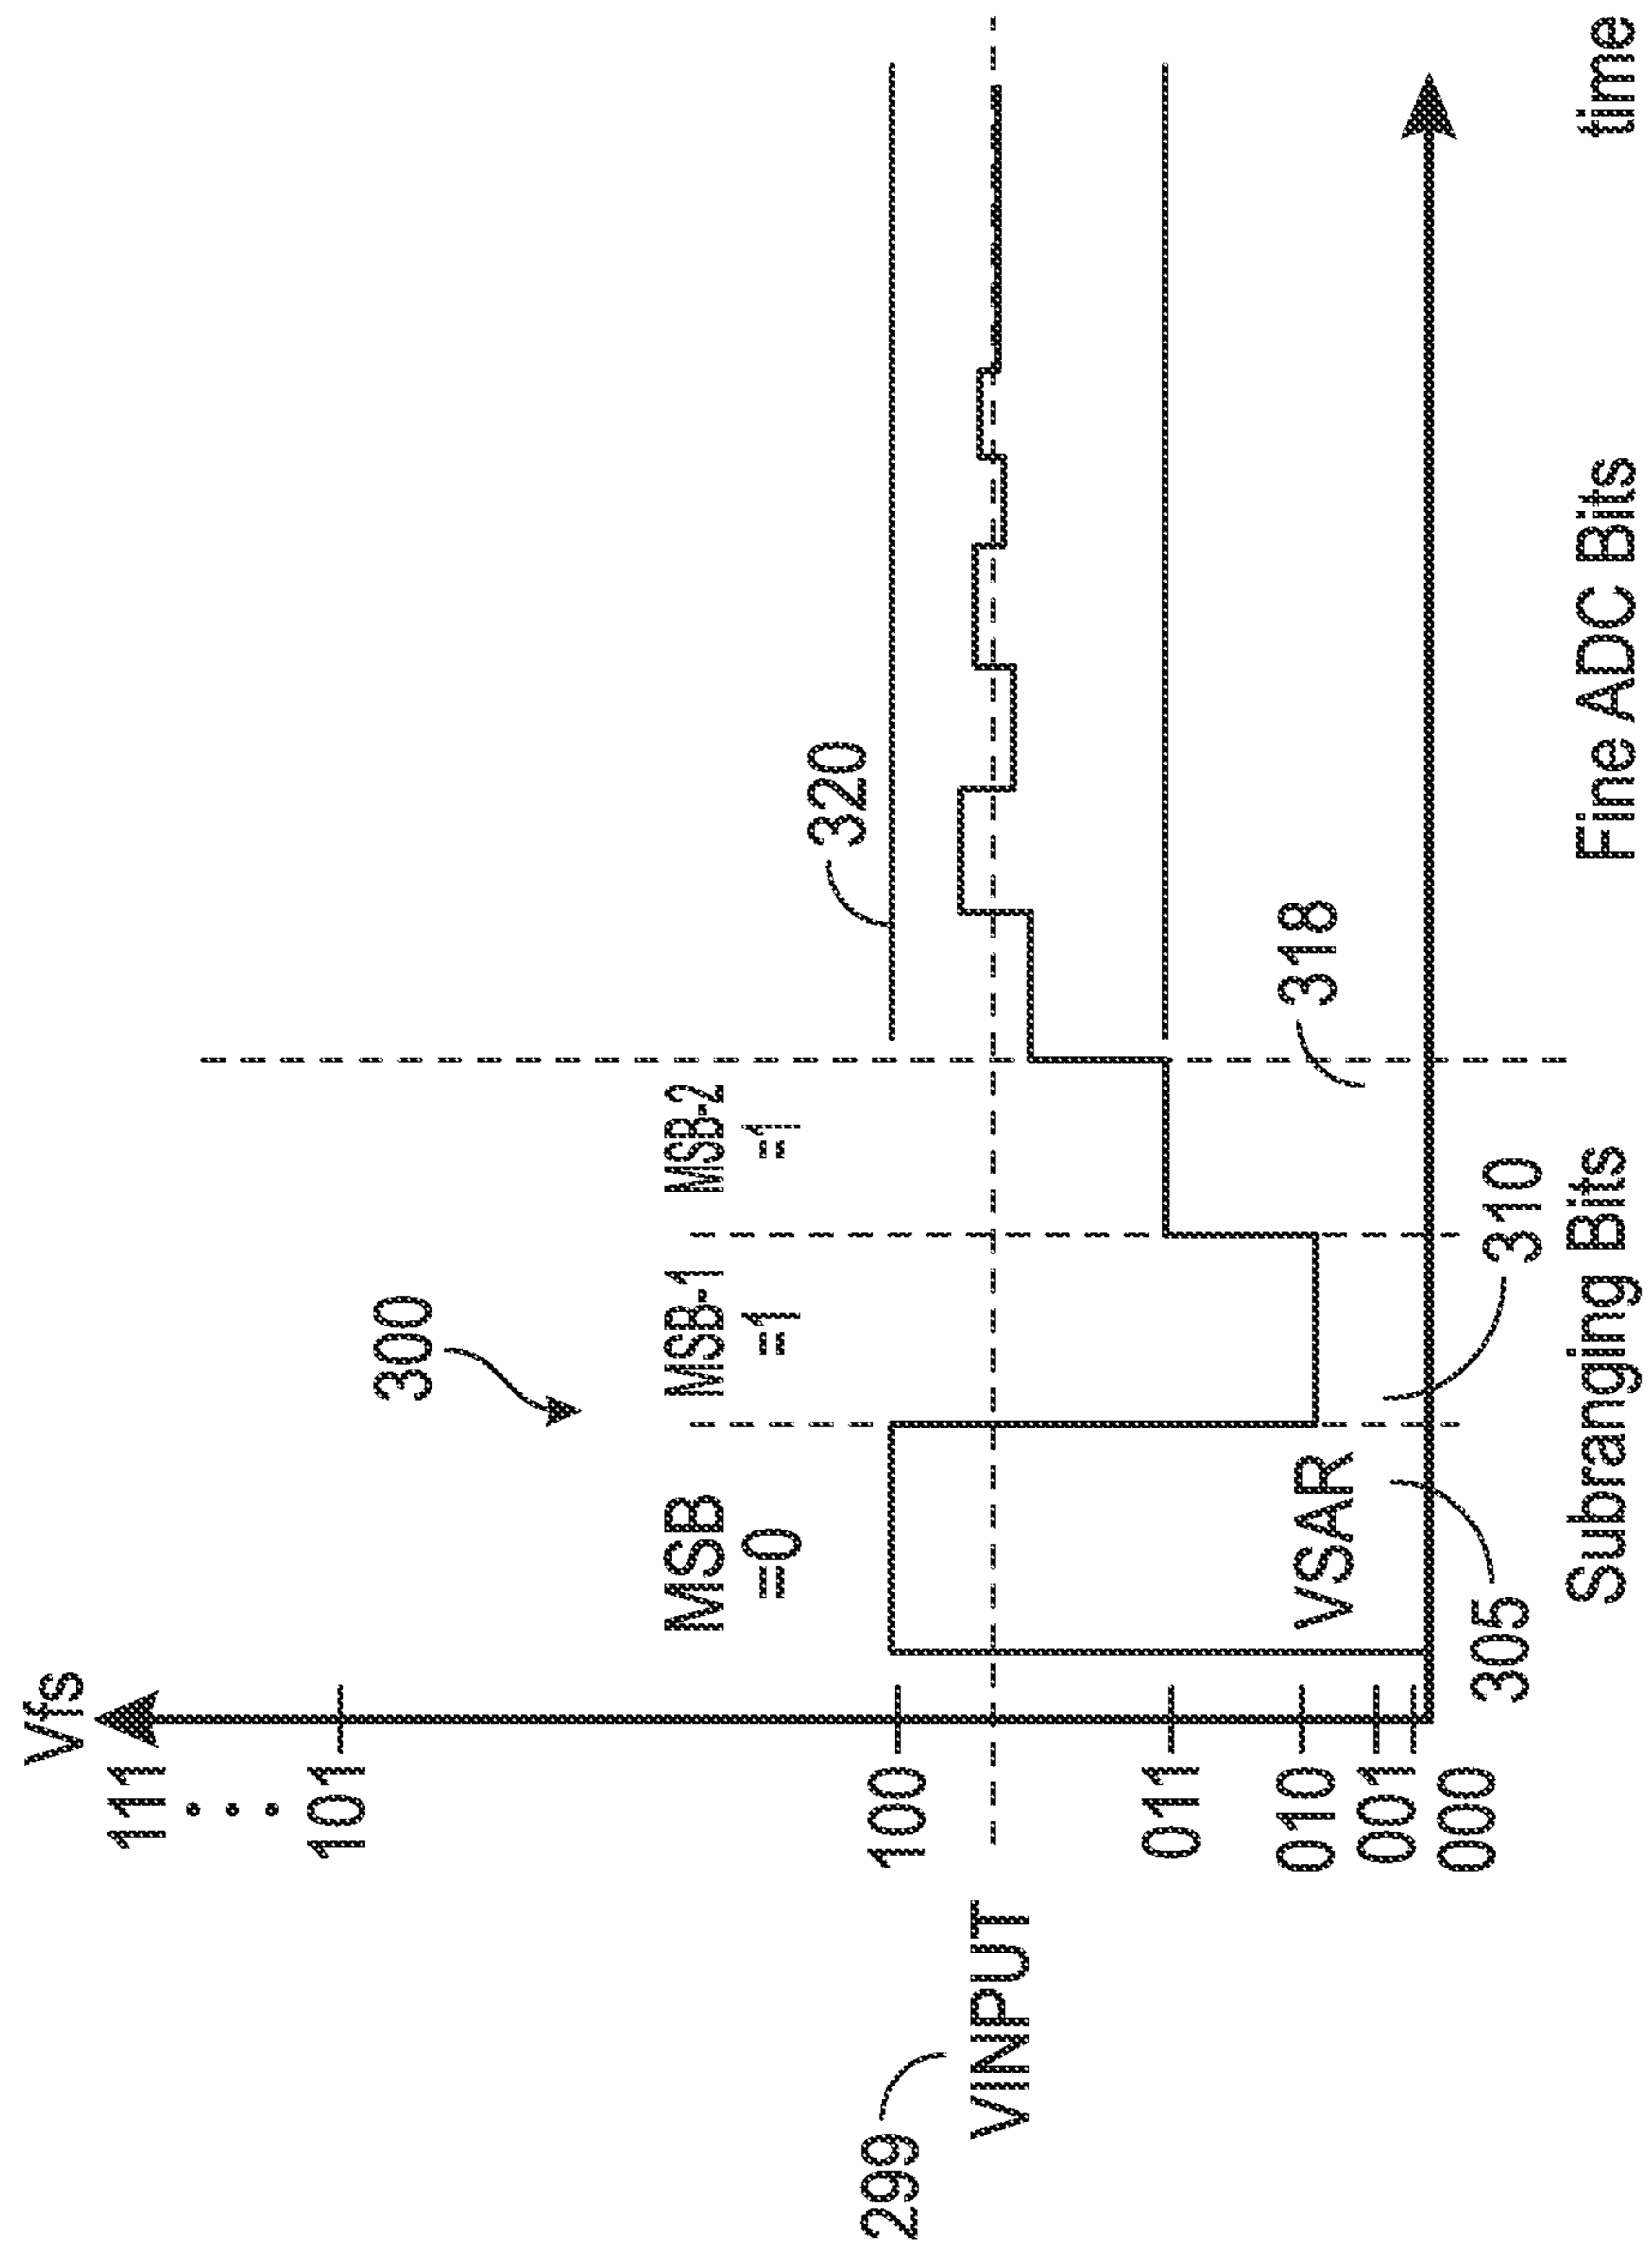 Vfs
111
101
100
011
010
001
000
299
VINPUT
300
MSB
=0
MSB-1
=1
MSB-2
=1
320
VSAR
305
310
318
Subranging Bits
Fine ADC Bits
time